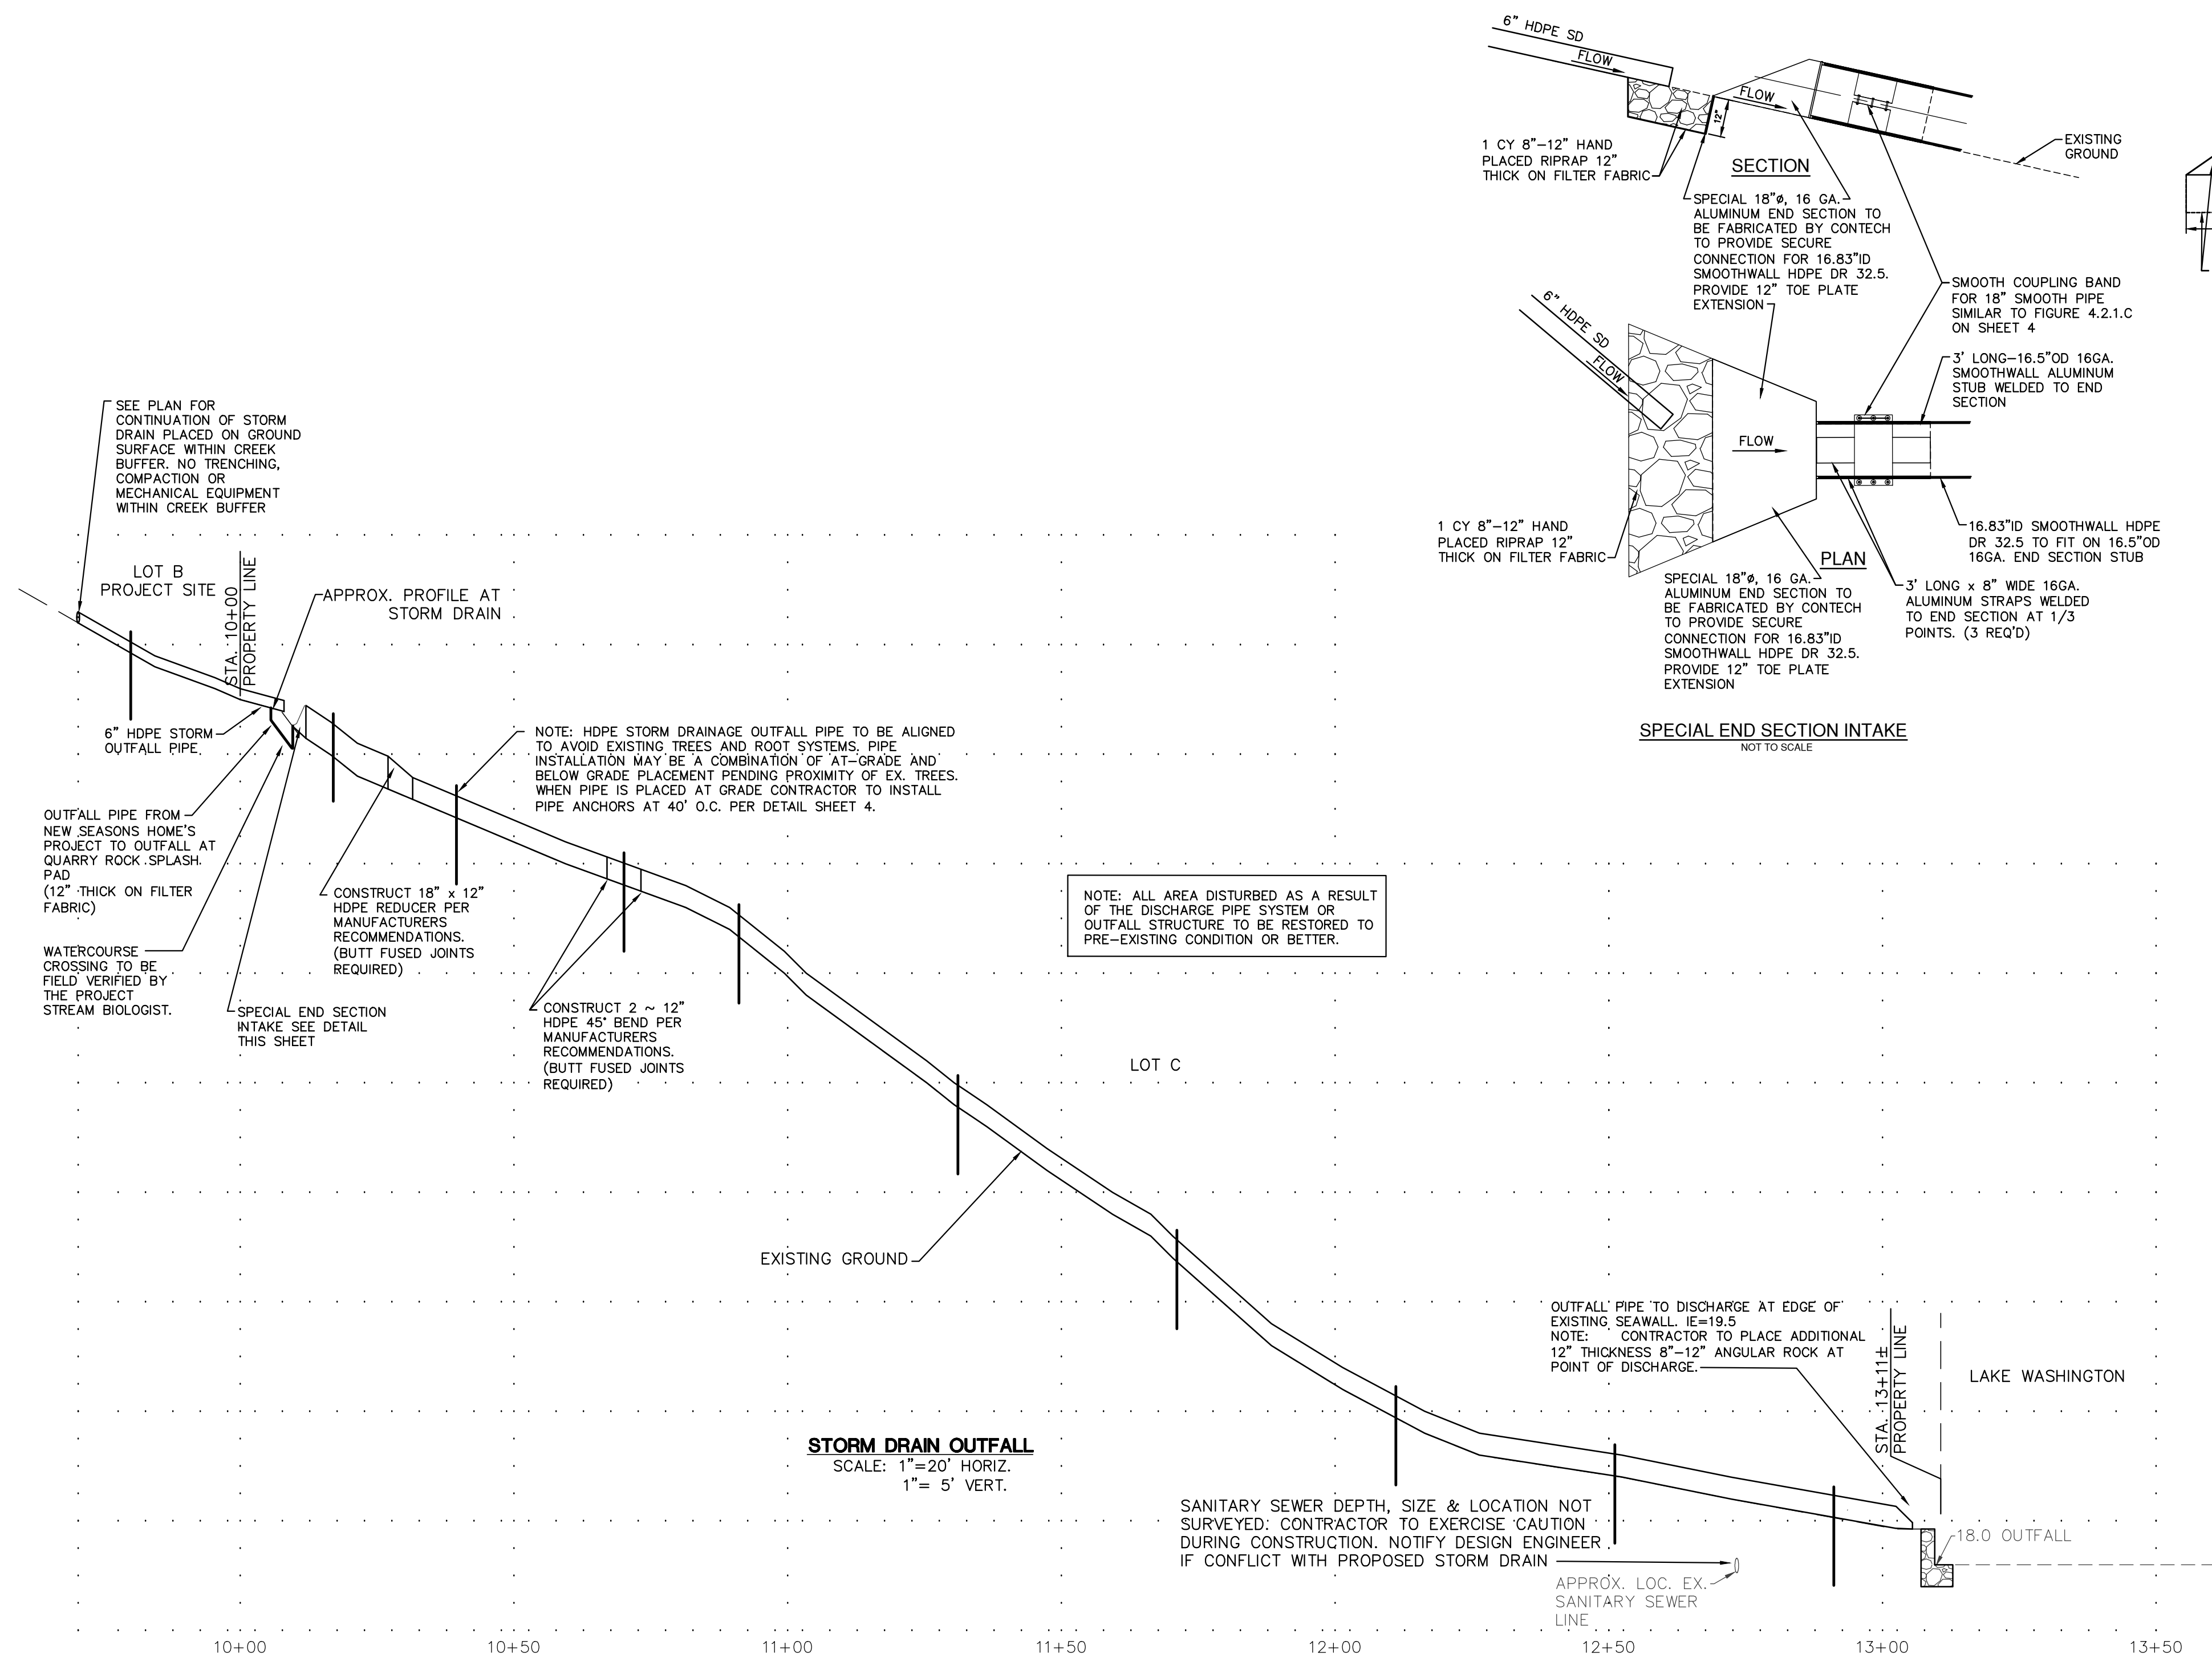 6" HDPE SD
FLOW
FLOW
12"
EXISTING
GROUND
1 CY 8"–12" HAND
PLACED RIPRAP 12"
THICK ON FILTER FABRIC
SECTION
SPECIAL 18"ø, 16 GA.
ALUMINUM END SECTION TO
BE FABRICATED BY CONTECH
TO PROVIDE SECURE
CONNECTION FOR 16.83"ID
SMOOTHWALL HDPE DR 32.5.
PROVIDE 12" TOE PLATE
EXTENSION
SMOOTH COUPLING BAND
FOR 18" SMOOTH PIPE
SIMILAR TO FIGURE 4.2.1.C
ON SHEET 4
6" HDPE SD
FLOW
3' LONG–16.5"OD 16GA.
SMOOTHWALL ALUMINUM
STUB WELDED TO END
SECTION
FLOW
1 CY 8"–12" HAND
PLACED RIPRAP 12"
THICK ON FILTER FABRIC
16.83"ID SMOOTHWALL HDPE
DR 32.5 TO FIT ON 16.5"OD
16GA. END SECTION STUB
PLAN
SPECIAL 18"ø, 16 GA.
ALUMINUM END SECTION TO
BE FABRICATED BY CONTECH
TO PROVIDE SECURE
CONNECTION FOR 16.83"ID
SMOOTHWALL HDPE DR 32.5.
PROVIDE 12" TOE PLATE
EXTENSION
3' LONG x 8" WIDE 16GA.
ALUMINUM STRAPS WELDED
TO END SECTION AT 1/3
POINTS. (3 REQ'D)
SPECIAL END SECTION INTAKE
NOT TO SCALE
SEE PLAN FOR
CONTINUATION OF STORM
DRAIN PLACED ON GROUND
SURFACE WITHIN CREEK
BUFFER. NO TRENCHING,
COMPACTION OR
MECHANICAL EQUIPMENT
WITHIN CREEK BUFFER
LOT B
PROJECT SITE
STA. 10+00
PROPERTY LINE
APPROX. PROFILE AT
STORM DRAIN
6" HDPE STORM
OUTFALL PIPE
NOTE: HDPE STORM DRAINAGE OUTFALL PIPE TO BE ALIGNED
TO AVOID EXISTING TREES AND ROOT SYSTEMS. PIPE
INSTALLATION MAY BE A COMBINATION OF AT–GRADE AND
BELOW GRADE PLACEMENT PENDING PROXIMITY OF EX. TREES.
WHEN PIPE IS PLACED AT GRADE CONTRACTOR TO INSTALL
PIPE ANCHORS AT 40' O.C. PER DETAIL SHEET 4.
OUTFALL PIPE FROM
NEW SEASONS HOME'S
PROJECT TO OUTFALL AT
QUARRY ROCK SPLASH
PAD
(12" THICK ON FILTER
FABRIC)
CONSTRUCT 18" x 12"
HDPE REDUCER PER
MANUFACTURERS
RECOMMENDATIONS.
(BUTT FUSED JOINTS
REQUIRED)
NOTE: ALL AREA DISTURBED AS A RESULT
OF THE DISCHARGE PIPE SYSTEM OR
OUTFALL STRUCTURE TO BE RESTORED TO
PRE–EXISTING CONDITION OR BETTER.
WATERCOURSE
CROSSING TO BE
FIELD VERIFIED BY
THE PROJECT
STREAM BIOLOGIST.
SPECIAL END SECTION
INTAKE SEE DETAIL
THIS SHEET
CONSTRUCT 2 ~ 12"
HDPE 45° BEND PER
MANUFACTURERS
RECOMMENDATIONS.
(BUTT FUSED JOINTS
REQUIRED)
LOT C
EXISTING GROUND
OUTFALL PIPE TO DISCHARGE AT EDGE OF
EXISTING SEAWALL. IE=19.5
NOTE: CONTRACTOR TO PLACE ADDITIONAL
12" THICKNESS 8"–12" ANGULAR ROCK AT
POINT OF DISCHARGE.
STA. 13+11±
PROPERTY LINE
LAKE WASHINGTON
STORM DRAIN OUTFALL
SCALE: 1"=20' HORIZ.
1"= 5' VERT.
SANITARY SEWER DEPTH, SIZE & LOCATION NOT
SURVEYED. CONTRACTOR TO EXERCISE CAUTION
DURING CONSTRUCTION. NOTIFY DESIGN ENGINEER
IF CONFLICT WITH PROPOSED STORM DRAIN
18.0 OUTFALL
APPROX. LOC. EX.
SANITARY SEWER
LINE
10+00 10+50 11+00 11+50 12+00 12+50 13+00 13+50